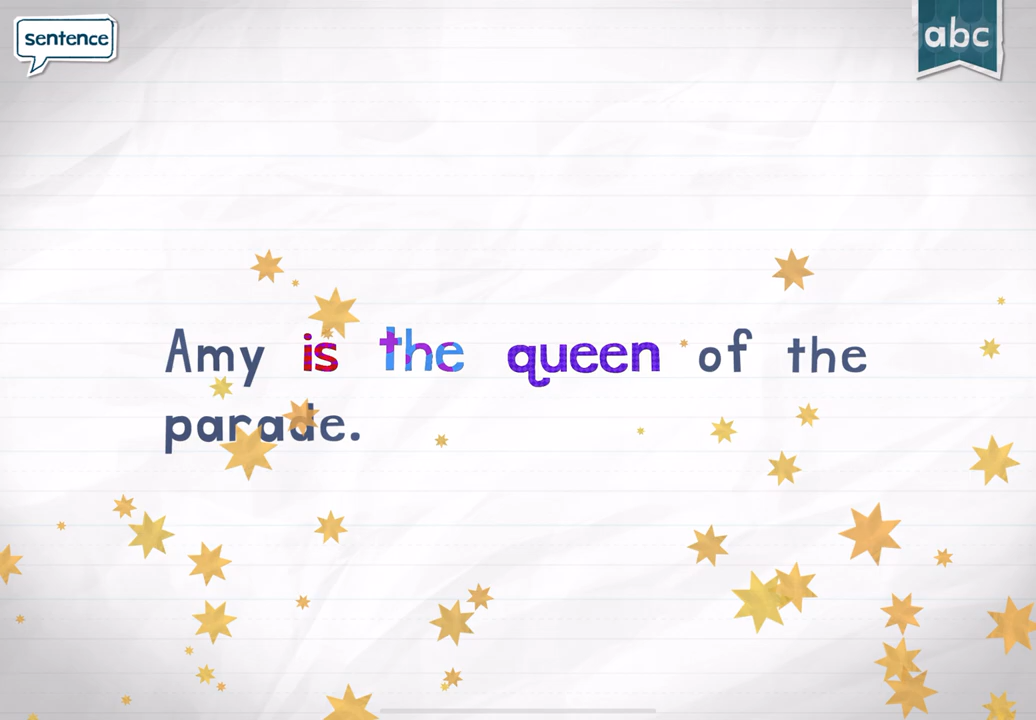 sentence
abc
Amy is the queen of the
parade.